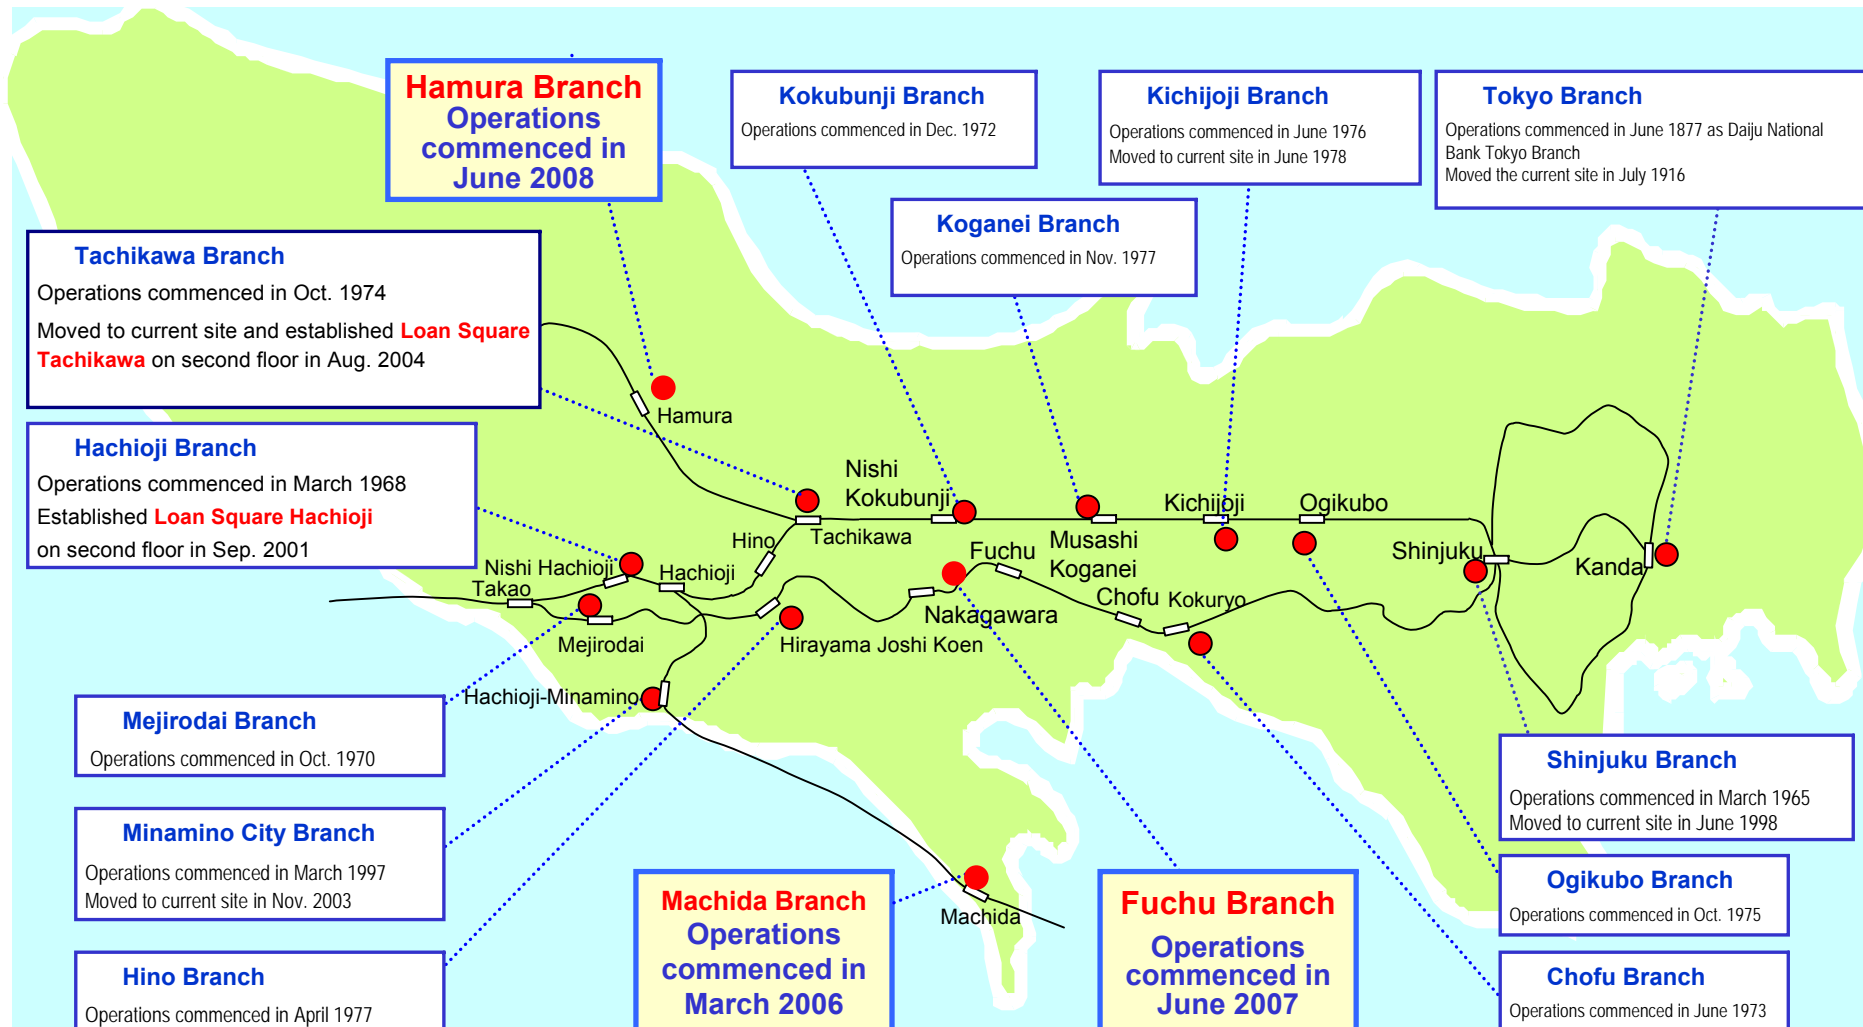 Hamura Branch
Operations
commenced in
June 2008
Kokubunji Branch
Operations commenced in Dec. 1972
Kichijoji Branch
Operations commenced in June 1976
Moved to current site in June 1978
Tokyo Branch
Operations commenced in June 1877 as Daiju National
Bank Tokyo Branch
Moved the current site in July 1916
Koganei Branch
Operations commenced in Nov. 1977
Tachikawa Branch
Operations commenced in Oct. 1974
Moved to current site and established Loan Square
Tachikawa on second floor in Aug. 2004
Hachioji Branch
Operations commenced in March 1968
Established Loan Square Hachioji
on second floor in Sep. 2001
Hamura
Nishi
Kokubunji
Kichijoji
Ogikubo
Tachikawa
Hino
Musashi
Koganei
Fuchu
Shinjuku
Kanda
Nishi Hachioji
Hachioji
Takao
Nakagawara
Chofu
Kokuryo
Mejirodai
Hirayama Joshi Koen
Hachioji-Minamino
Machida
Mejirodai Branch
Operations commenced in Oct. 1970
Minamino City Branch
Operations commenced in March 1997
Moved to current site in Nov. 2003
Hino Branch
Operations commenced in April 1977
Machida Branch
Operations
commenced in
March 2006
Fuchu Branch
Operations
commenced in
June 2007
Shinjuku Branch
Operations commenced in March 1965
Moved to current site in June 1998
Ogikubo Branch
Operations commenced in Oct. 1975
Chofu Branch
Operations commenced in June 1973